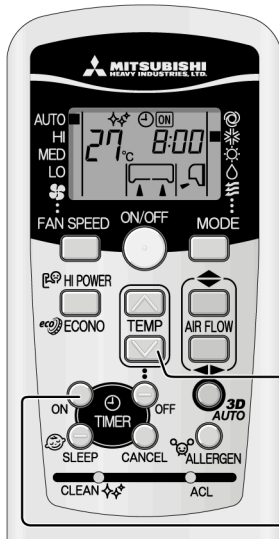 MITSUBISHI
HEAVY INDUSTRIES, LTD.
AUTO
HI
MED
LO
ON
27°C 8:00
FAN SPEED ON/OFF MODE
HI POWER
eco ECONO
TEMP
AIR FLOW
ON
TIMER
OFF
3D
AUTO
SLEEP
CANCEL
ALLERGEN
CLEAN
ACL